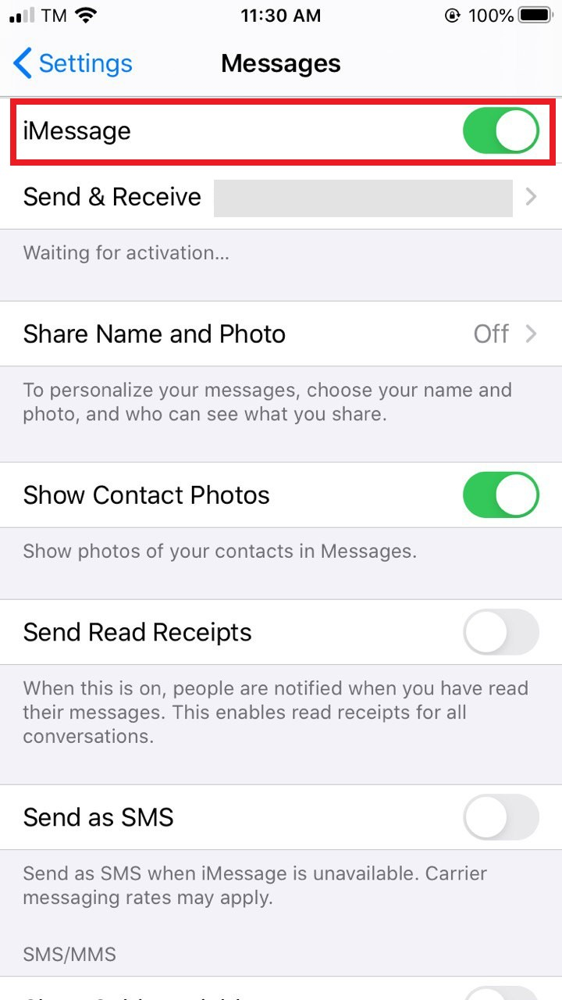 TM 11:30 AM 100%
Settings Messages
iMessage
Send & Receive
Waiting for activation...
Share Name and Photo Off
To personalize your messages, choose your name and
photo, and who can see what you share.
Show Contact Photos
Show photos of your contacts in Messages.
Send Read Receipts
When this is on, people are notified when you have read
their messages. This enables read receipts for all
conversations.
Send as SMS
Send as SMS when iMessage is unavailable. Carrier
messaging rates may apply.
SMS/MMS